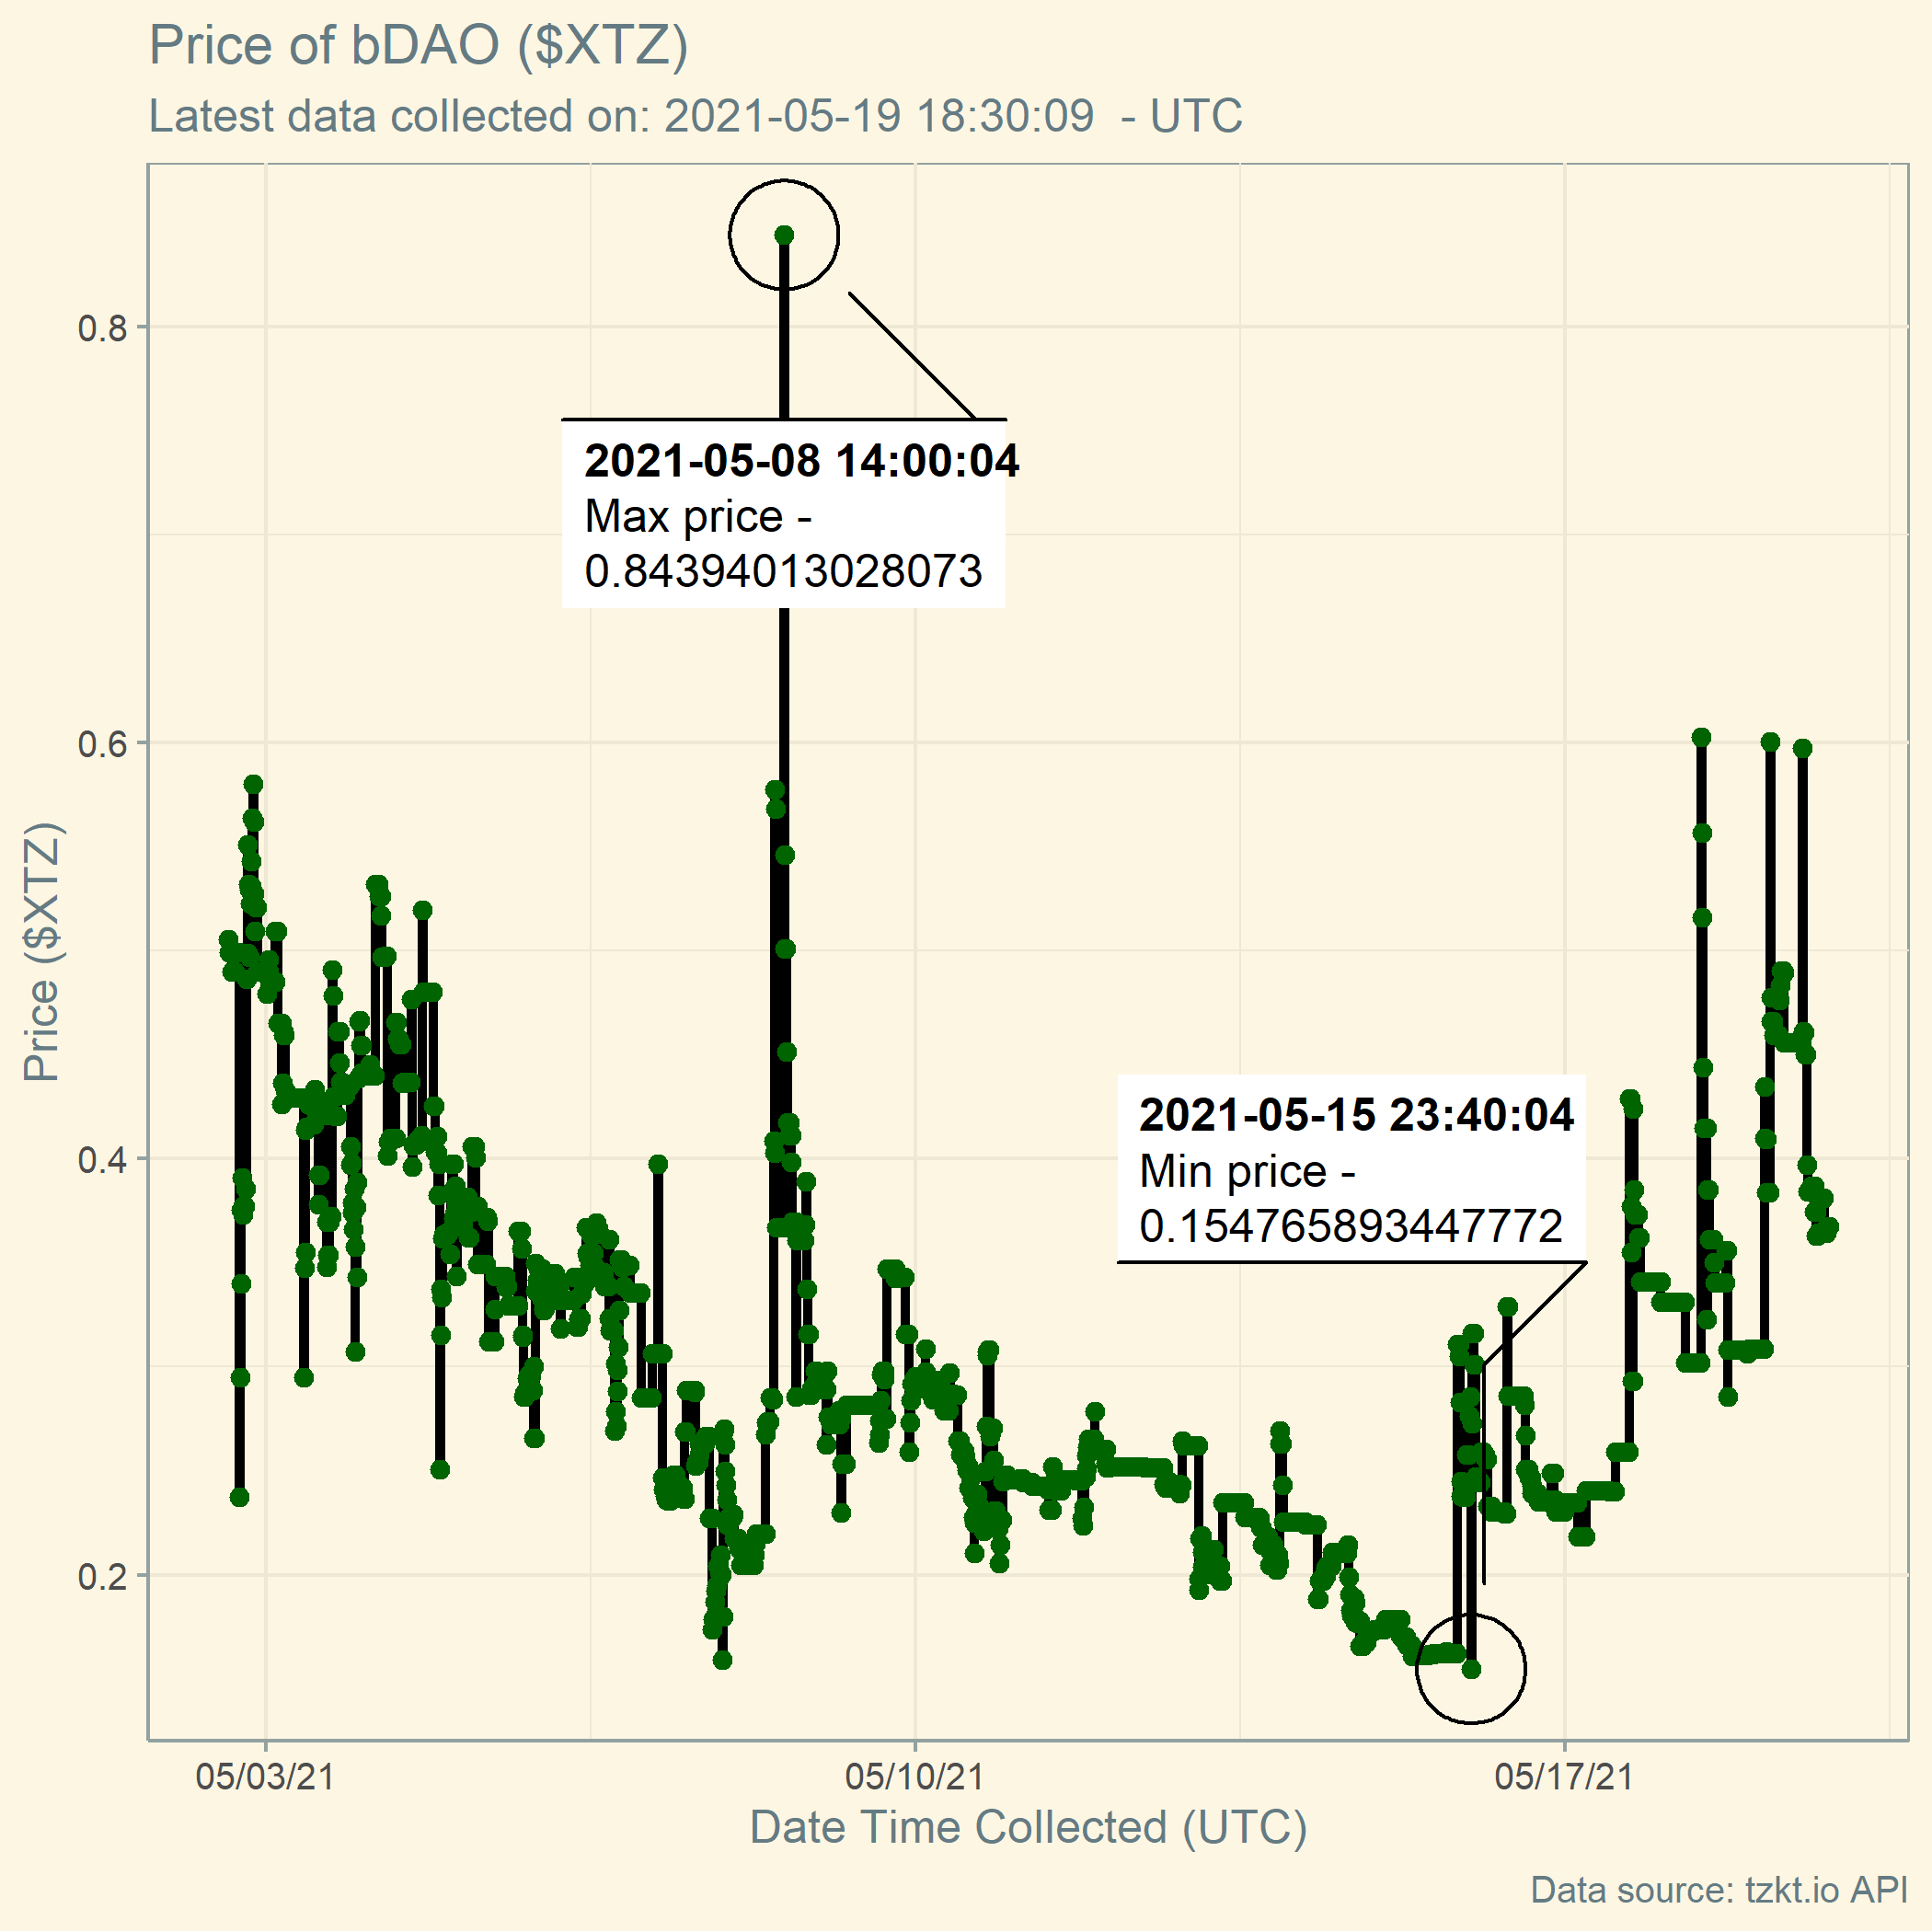 Price of bDAO ($XTZ)
Latest data collected on: 2021-05-19 18:30:09  - UTC
0.8
2021-05-08 14:00:04
Max price -
0.84394013028073
0.6
Price ($XTZ)
2021-05-15 23:40:04
Min price -
0.154765893447772
0.4
0.2
05/03/21
05/10/21
05/17/21
Date Time Collected (UTC)
Data source: tzkt.io API